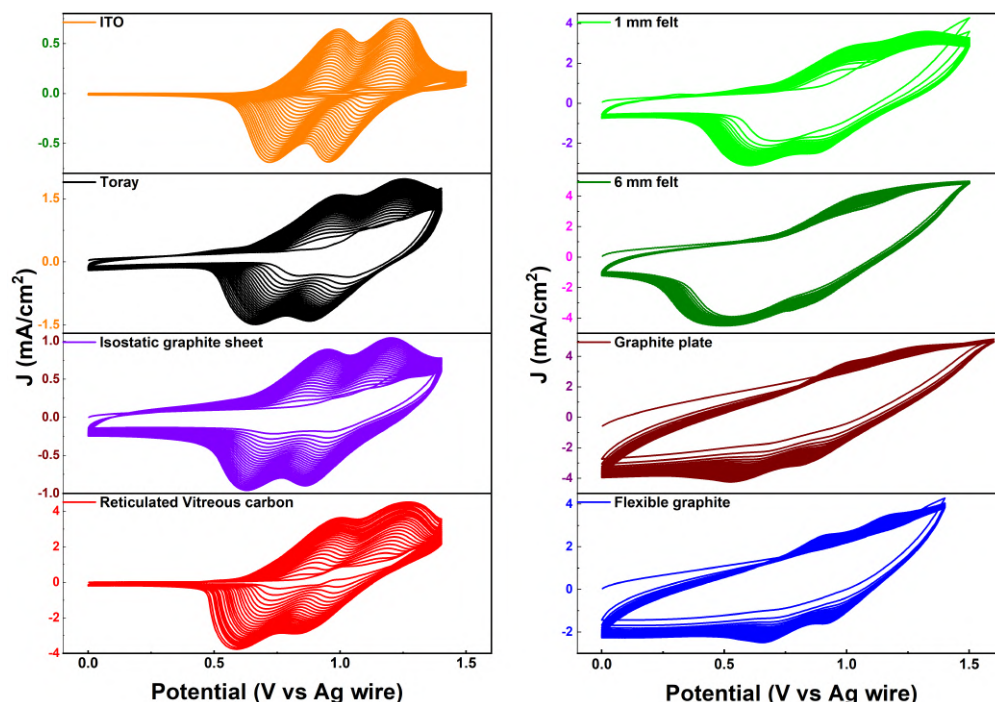 ITO
0.5
0.0
-0.5
Toray
1.5
0.0
-1.5
Isostatic graphite sheet
1.0
0.5
0.0
-0.5
-1.0
Reticulated Vitreous carbon
4
2
0
-2
-4
0.0 0.5 1.0 1.5
Potential (V vs Ag wire)
J (mA/cm²)
J (mA/cm²)
1 mm felt
4
2
0
-2
6 mm felt
4
2
0
-2
-4
Graphite plate
4
2
0
-2
-4
Flexible graphite
4
2
0
-2
0.0 0.5 1.0 1.5
Potential (V vs Ag wire)
J (mA/cm²)
J (mA/cm²)